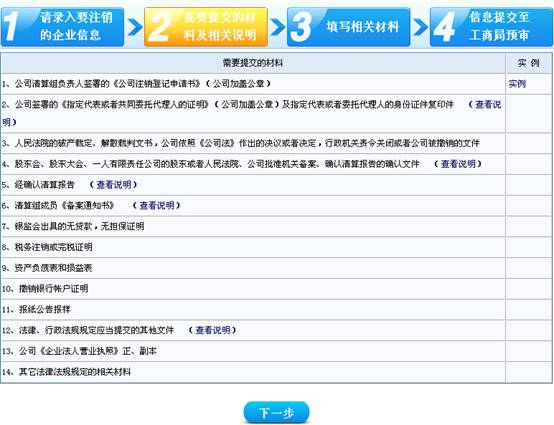 1 请录入要注销
的企业信息
2 需要提交的材
料及相关说明
3 填写相关材料
4 信息提交至
工商局预审
需要提交的材料 实 例
1、公司清算组负责人签署的《公司注销登记申请书》（公司加盖公章） 实例
2、公司签署的《指定代表或者共同委托代理人的证明》（公司加盖公章）及指定代表或者委托代理人的身份证件复印件 （查看说
明）
3、人民法院的破产裁定、解散裁判文书，公司依照《公司法》作出的决议或者决定，行政机关责令关闭或者公司被撤销的文件
4、股东会、股东大会、一人有限责任公司的股东或者人民法院、公司批准机关备案、确认清算报告的确认文件 （查看说明）
5、经确认清算报告 （查看说明）
6、清算组成员《备案通知书》 （查看说明）
7、银监会出具的无贷款，无担保证明
8、税务注销或完税证明
9、资产负债表和损益表
10、撤销银行帐户证明
11、报纸公告报样
12、法律、行政法规规定应当提交的其他文件 （查看说明）
13、公司《企业法人营业执照》正、副本
14、其它法律法规规定的相关材料
下一步